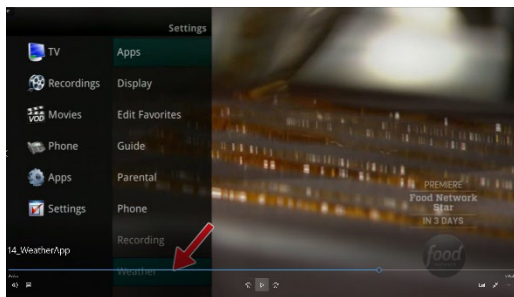 Settings
TV
Apps
Recordings
Display
Movies
VOD
Edit Favorites
Phone
Guide
Apps
Parental
Settings
Phone
Recording
Weather
14_WeatherApp
PREMIERE
Food Network
Star
IN 3 DAYS
food